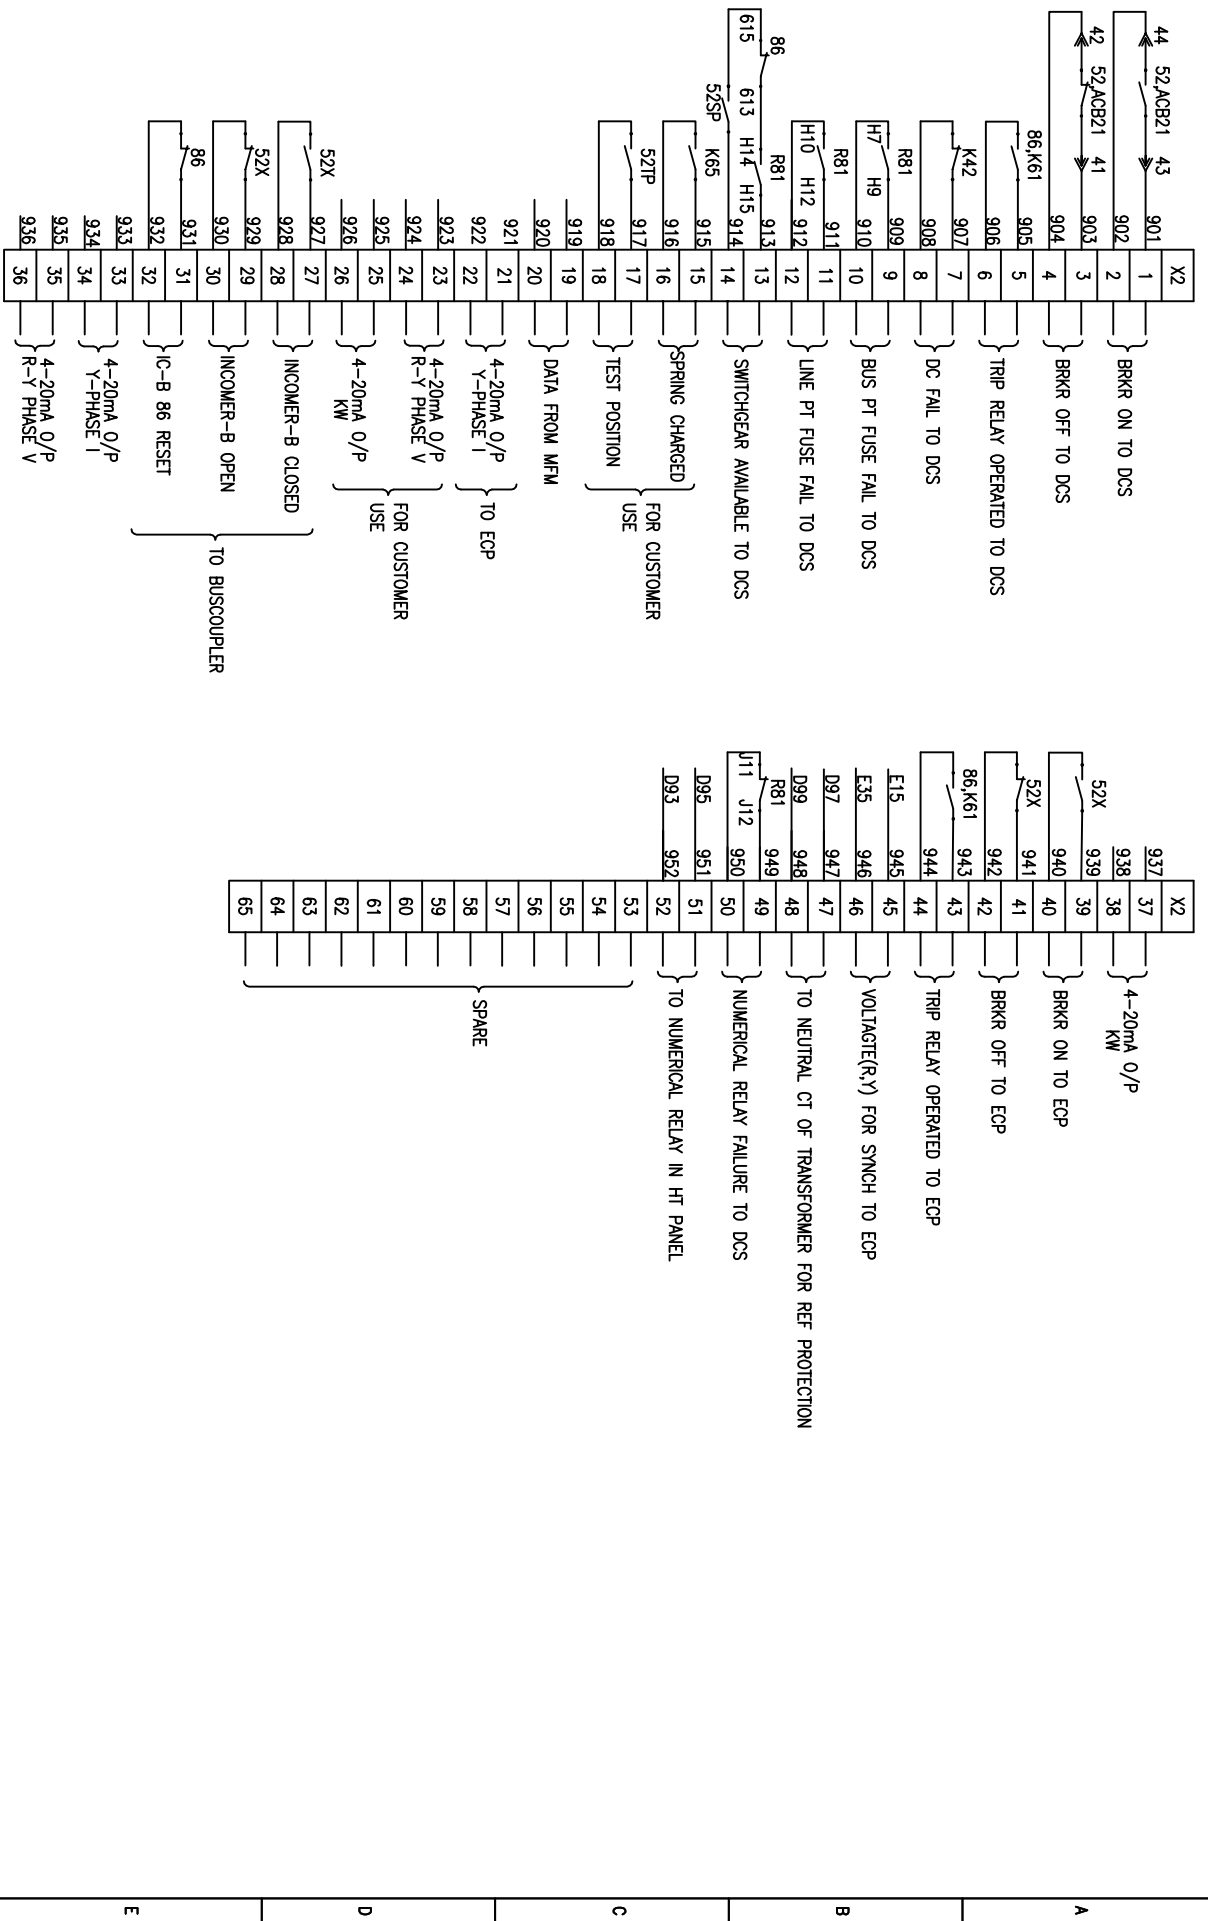 44 52,ACB21 43 901
902
42 52,ACB21 41 903
904
86,K61 905
906
K42 907
908
R81
H7 H9 909
910
R81
H10 H12 911
912
86 R81
615 613 H14 H15 913
52SP 914
K65 915
916
52TP 917
918
919
920
921
922
923
924
925
926
52X 927
928
52X 929
930
86 931
932
933
934
935
936
X2
1
2
3
4
5
6
7
8
9
10
11
12
13
14
15
16
17
18
19
20
21
22
23
24
25
26
27
28
29
30
31
32
33
34
35
36
BRKR ON TO DCS
BRKR OFF TO DCS
TRIP RELAY OPERATED TO DCS
DC FAIL TO DCS
BUS PT FUSE FAIL TO DCS
LINE PT FUSE FAIL TO DCS
SWITCHGEAR AVAILABLE TO DCS
SPRING CHARGED
TEST POSITION
FOR CUSTOMER
USE
DATA FROM MFM
4-20mA O/P
Y-PHASE I
TO ECP
4-20mA O/P
R-Y PHASE V
4-20mA O/P
KW
FOR CUSTOMER
USE
INCOMER-B CLOSED
INCOMER-B OPEN
IC-B 86 RESET
TO BUSCOUPLER
4-20mA O/P
Y-PHASE I
4-20mA O/P
R-Y PHASE V
937
938
52X 939
940
52X 941
942
86,K61 943
944
E15 945
E35 946
D97 947
D99 948
R81
J11 J12 949
950
D95 951
D93 952
X2
37
38
39
40
41
42
43
44
45
46
47
48
49
50
51
52
53
54
55
56
57
58
59
60
61
62
63
64
65
4-20mA O/P
KW
BRKR ON TO ECP
BRKR OFF TO ECP
TRIP RELAY OPERATED TO ECP
VOLTAGTE(R,Y) FOR SYNCH TO ECP
TO NEUTRAL CT OF TRANSFORMER FOR REF PROTECTION
NUMERICAL RELAY FAILURE TO DCS
TO NUMERICAL RELAY IN HT PANEL
SPARE
A
B
C
D
E